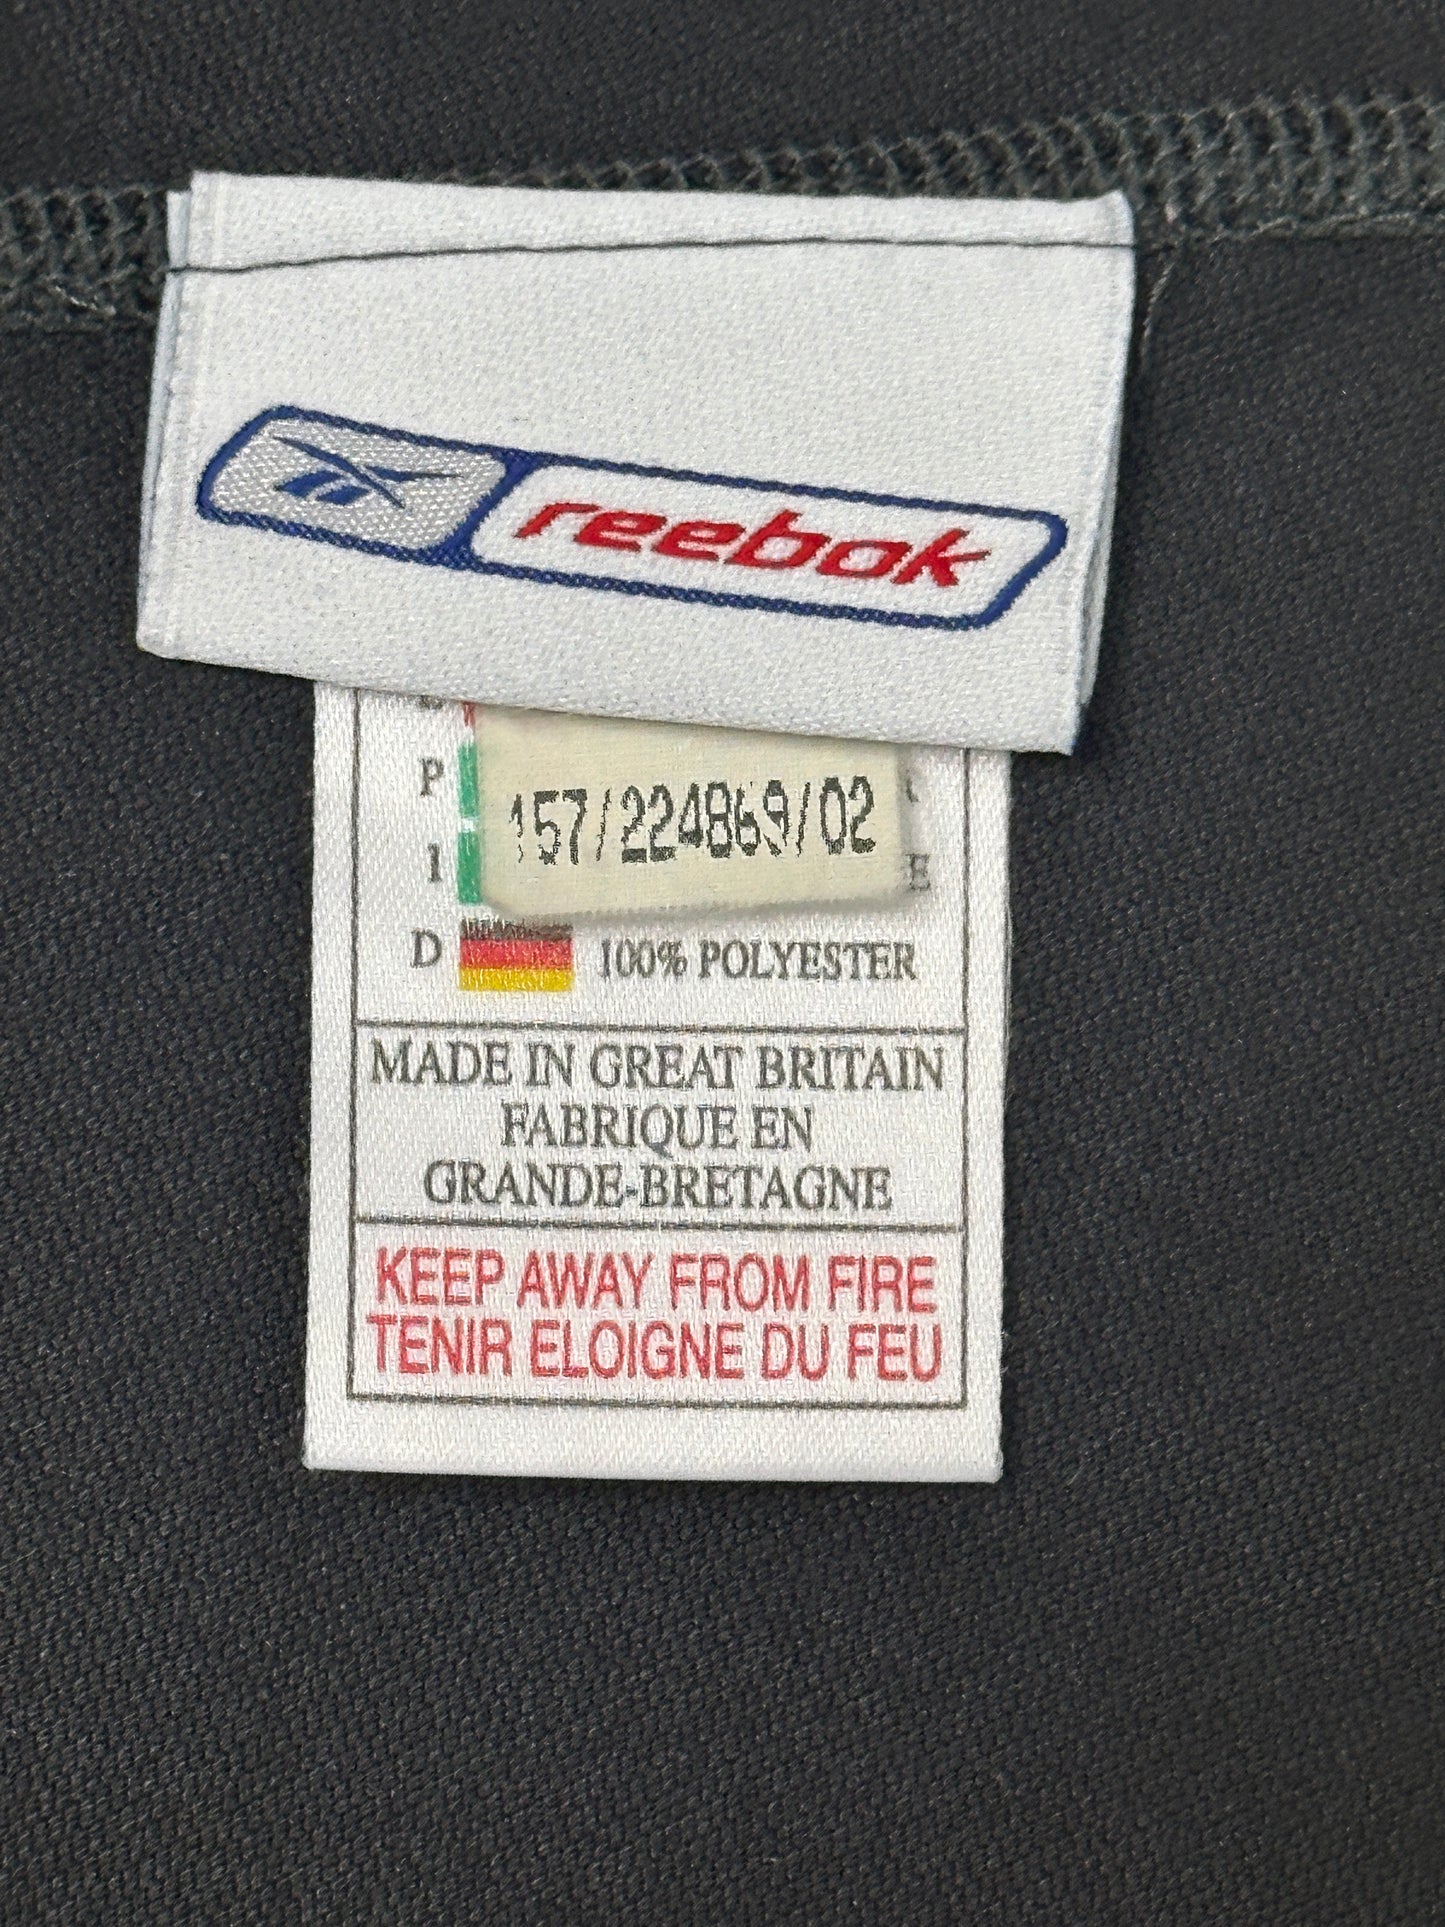 reebok
P
157/224869/02
I
E
D 100% POLYESTER
MADE IN GREAT BRITAIN
FABRIQUE EN
GRANDE-BRETAGNE
KEEP AWAY FROM FIRE
TENIR ELOIGNE DU FEU